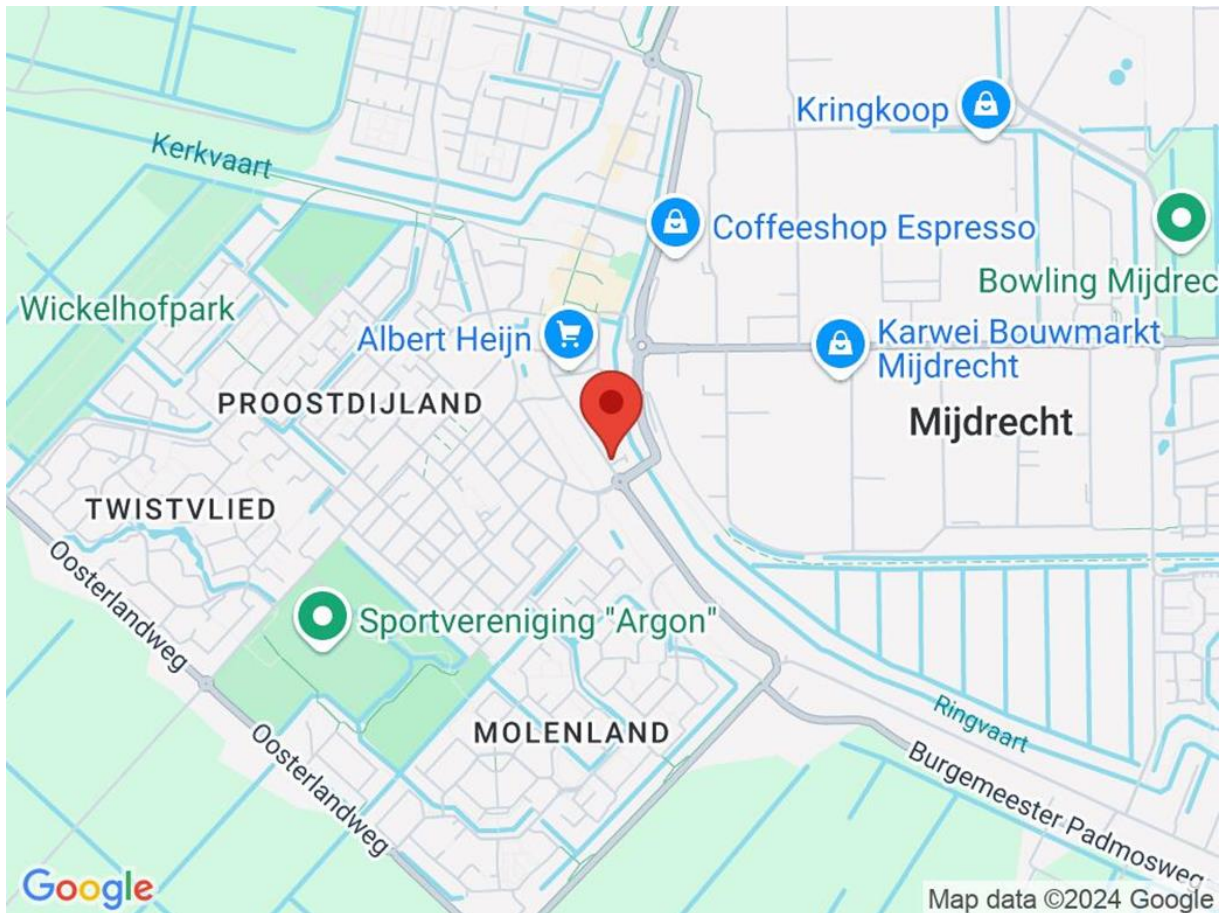 Kringkoop
Kerkvaart
Coffeeshop Espresso
Bowling Mijdrec
Wickelhofpark
Albert Heijn
Karwei Bouwmarkt
Mijdrecht
PROOSTDIJLAND
Mijdrecht
TWISTVLIED
Oosterlandweg
Sportvereniging "Argon"
MOLENLAND
Ringvaart
Oosterlandweg
Burgemeester Padmosweg
Google
Map data ©2024 Google